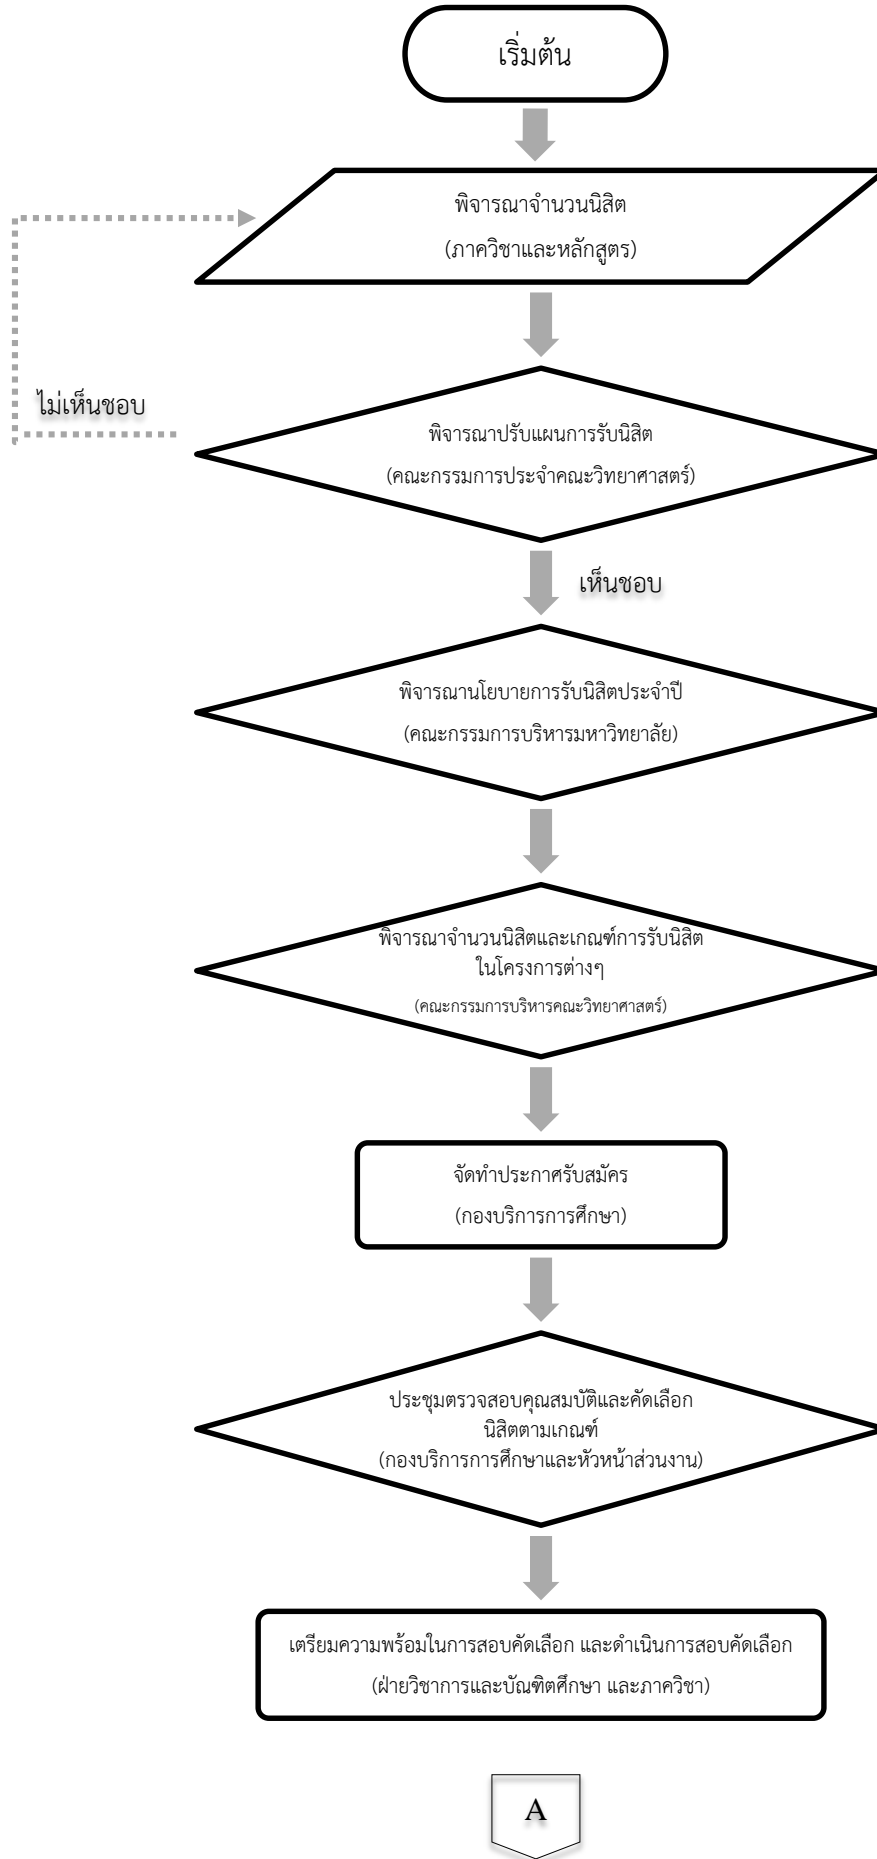 เริ่มต้น
พิจารณาจำนวนนิสิต
(ภาควิชาและหลักสูตร)
ไม่เห็นชอบ
พิจารณาปรับแผนการรับนิสิต
(คณะกรรมการประจำคณะวิทยาศาสตร์)
เห็นชอบ
พิจารณานโยบายการรับนิสิตประจำปี
(คณะกรรมการบริหารมหาวิทยาลัย)
พิจารณาจำนวนนิสิตและเกณฑ์การรับนิสิต
ในโครงการต่างๆ
(คณะกรรมการบริหารคณะวิทยาศาสตร์)
จัดทำประกาศรับสมัคร
(กองบริการการศึกษา)
ประชุมตรวจสอบคุณสมบัติและคัดเลือก
นิสิตตามเกณฑ์
(กองบริการการศึกษาและหัวหน้าส่วนงาน)
เตรียมความพร้อมในการสอบคัดเลือก และดำเนินการสอบคัดเลือก
(ฝ่ายวิชาการและบัณฑิตศึกษา และภาควิชา)
A